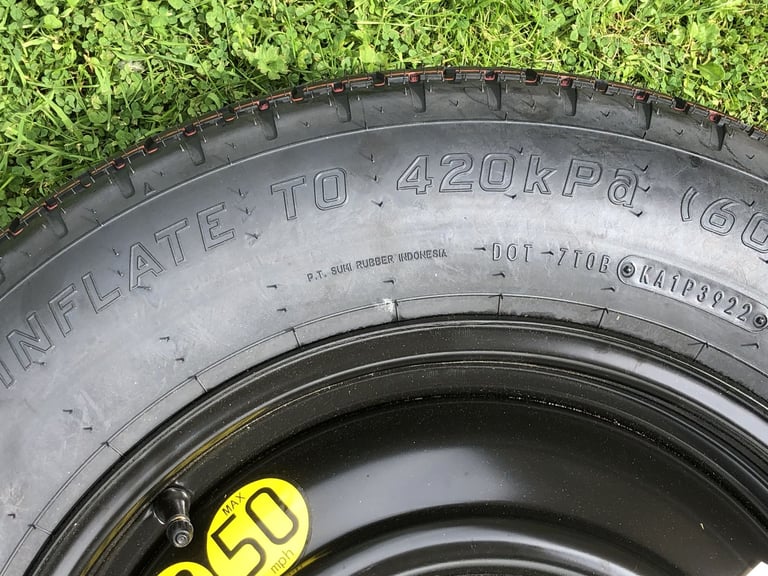 INFLATE TO 420kPa (60
P.T. SUMI RUBBER INDONESIA
DOT 7T0B KA1P3922
MAX
50
mph